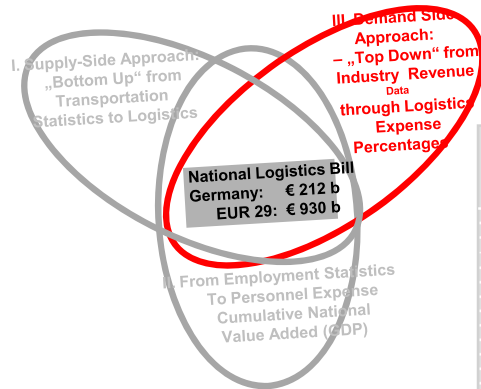 I. Supply-Side Approach:
„Bottom Up“ from
Transportation
Statistics to Logistics
III. Demand Side
Approach:
– „Top Down“ from
Industry Revenue
Data
through Logistics
Expense
Percentages
National Logistics Bill
Germany: € 212 b
EUR 29: € 930 b
II. From Employment Statistics
To Personnel Expense
Cumulative National
Value Added (GDP)